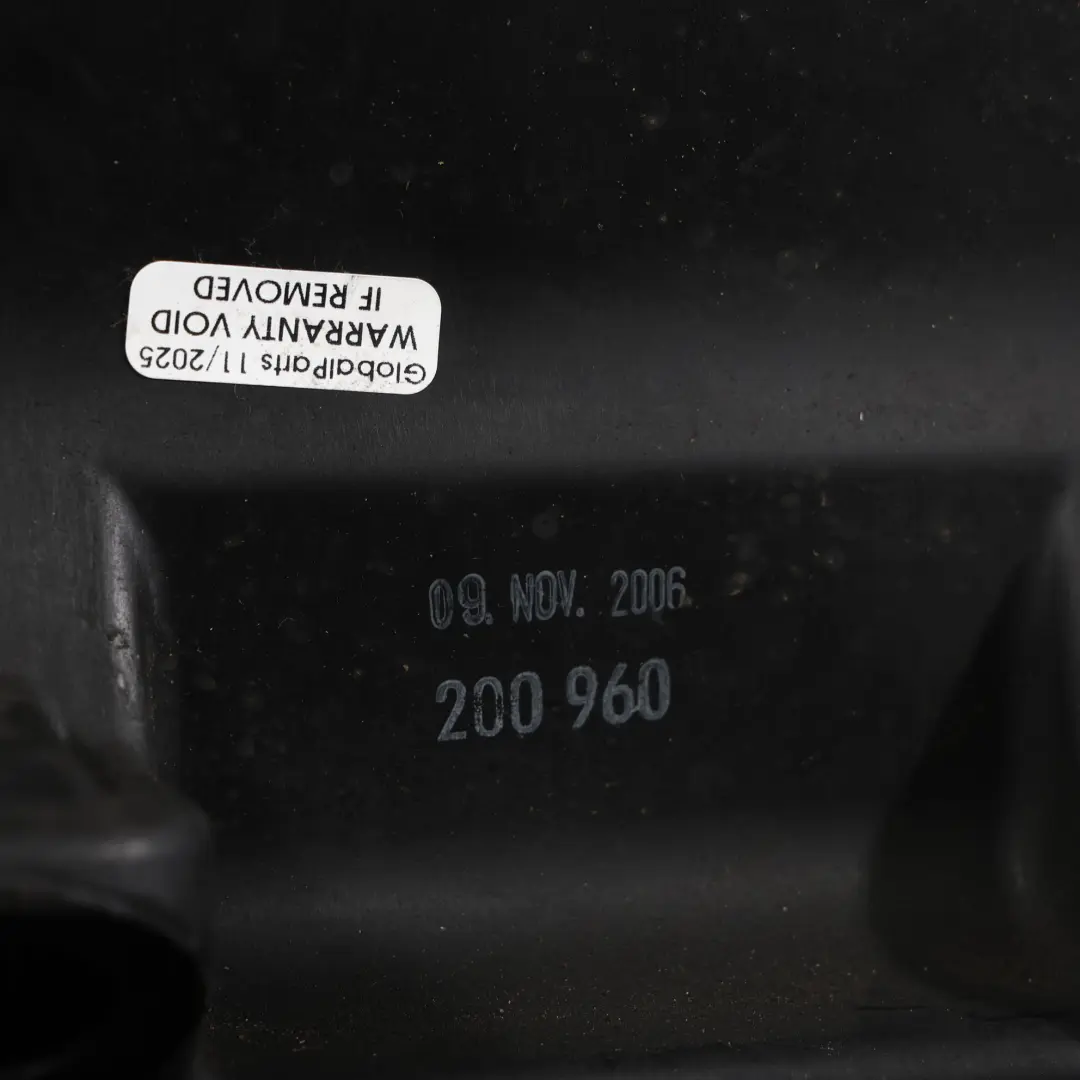 GlobalParts 11/2025
WARRANTY VOID
IF REMOVED
09. NOV. 2006
200 960